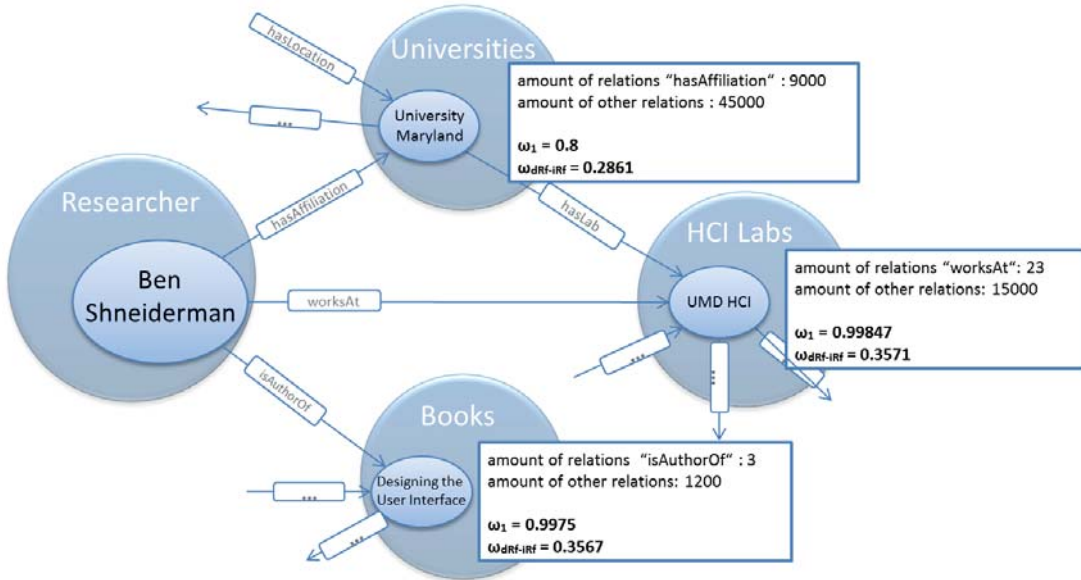 Universities
hasLocation
amount of relations “hasAffiliation“ : 9000
amount of other relations : 45000
University
Maryland
...
ω1 = 0.8
ωdRf-iRf = 0.2861
Researcher
hasAffiliation
hasLab
HCI Labs
Ben
Shneiderman
amount of relations “worksAt“: 23
amount of other relations: 15000
worksAt
UMD HCI
ω1 = 0.99847
ωdRf-iRf = 0.3571
...
...
...
isAuthorOf
Books
amount of relations “isAuthorOf“ : 3
amount of other relations: 1200
Designing the
User Interface
...
ω1 = 0.9975
ωdRf-iRf = 0.3567
...